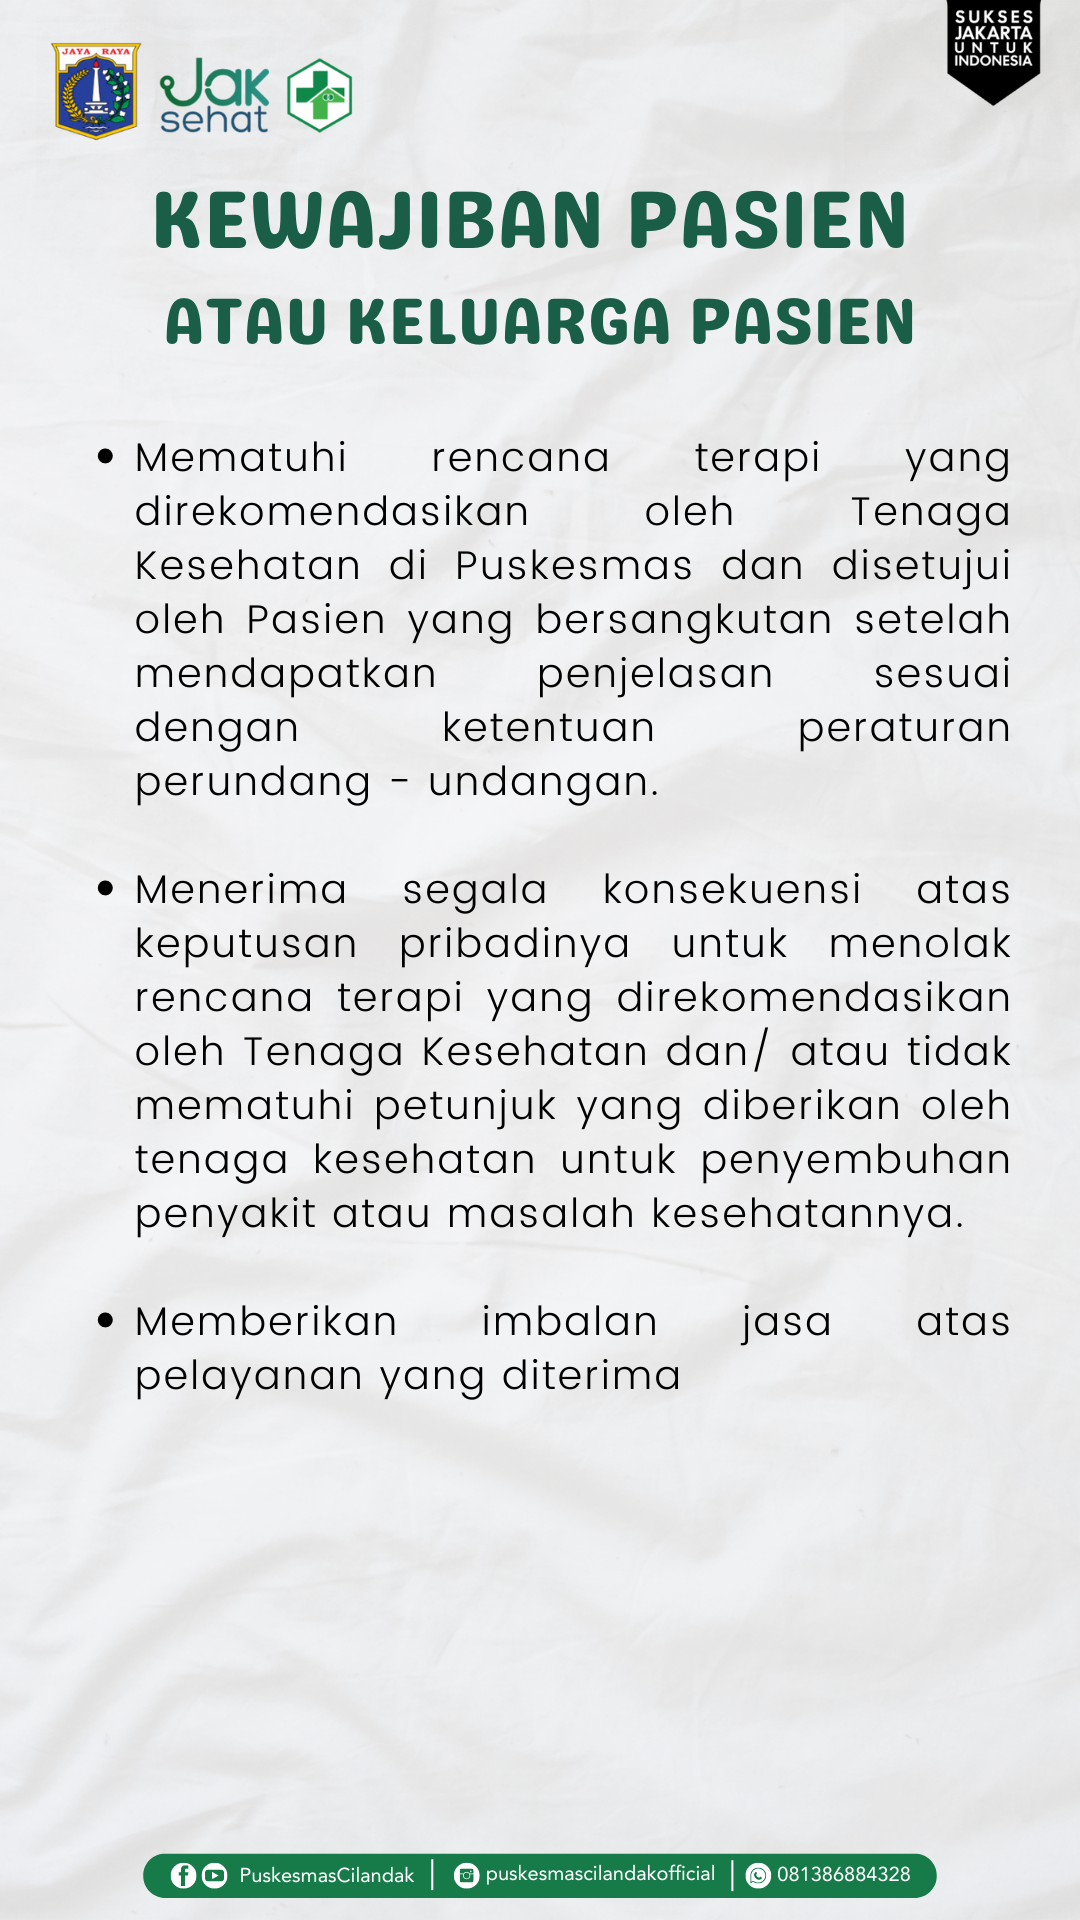 JAYA RAYA
Jak
sehat
SUKSES
JAKARTA
UNTUK
INDONESIA
KEWAJIBAN PASIEN
ATAU KELUARGA PASIEN
• Mematuhi rencana terapi yang
direkomendasikan oleh Tenaga
Kesehatan di Puskesmas dan disetujui
oleh Pasien yang bersangkutan setelah
mendapatkan penjelasan sesuai
dengan ketentuan peraturan
perundang - undangan.
• Menerima segala konsekuensi atas
keputusan pribadinya untuk menolak
rencana terapi yang direkomendasikan
oleh Tenaga Kesehatan dan/ atau tidak
mematuhi petunjuk yang diberikan oleh
tenaga kesehatan untuk penyembuhan
penyakit atau masalah kesehatannya.
• Memberikan imbalan jasa atas
pelayanan yang diterima
PuskesmasCilandak | puskesmascilandakofficial | 081386884328